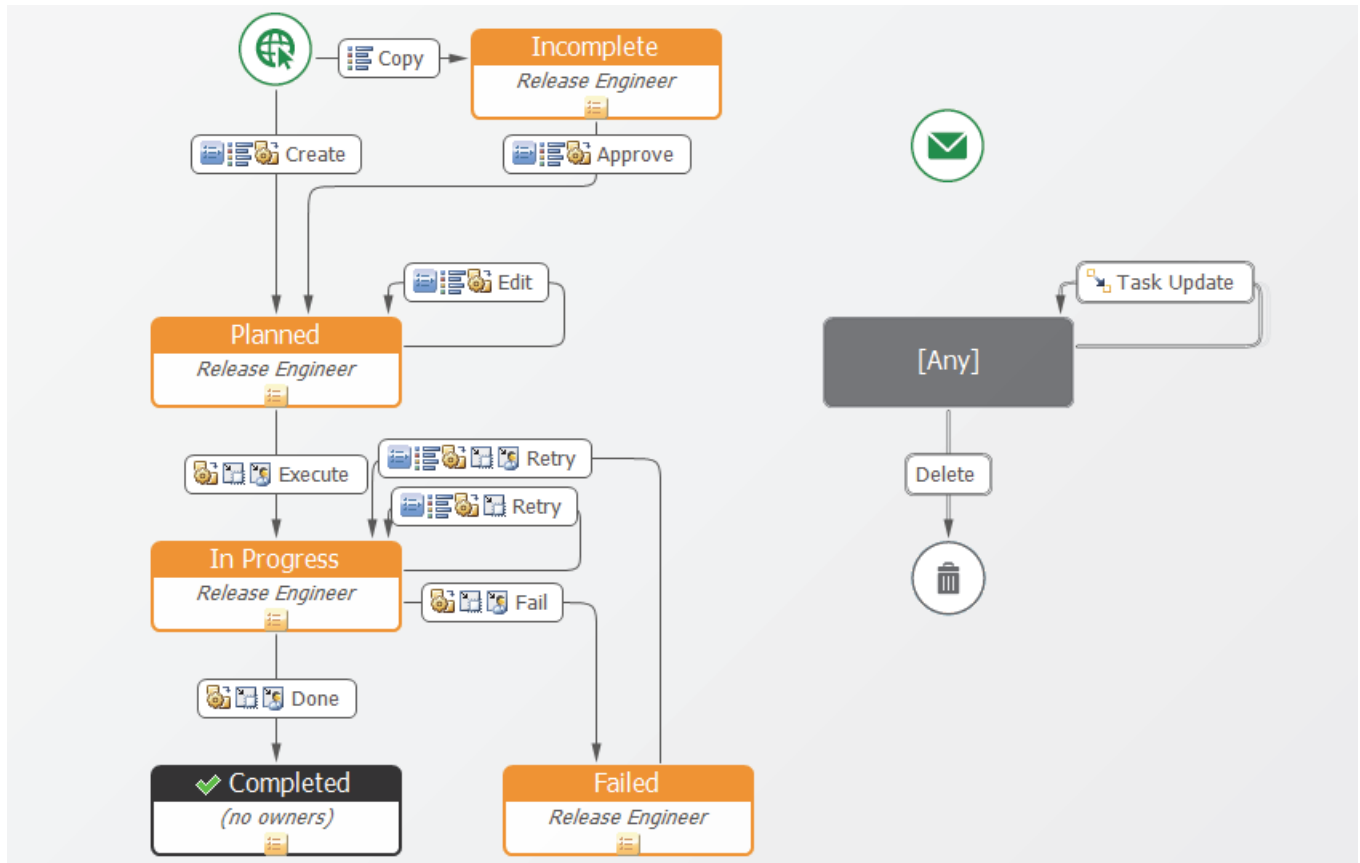 Incomplete
Copy
Release Engineer
Create
Approve
Edit
Task Update
Planned
Release Engineer
[Any]
Retry
Execute
Delete
Retry
In Progress
Release Engineer
Fail
Done
Completed
Failed
(no owners)
Release Engineer